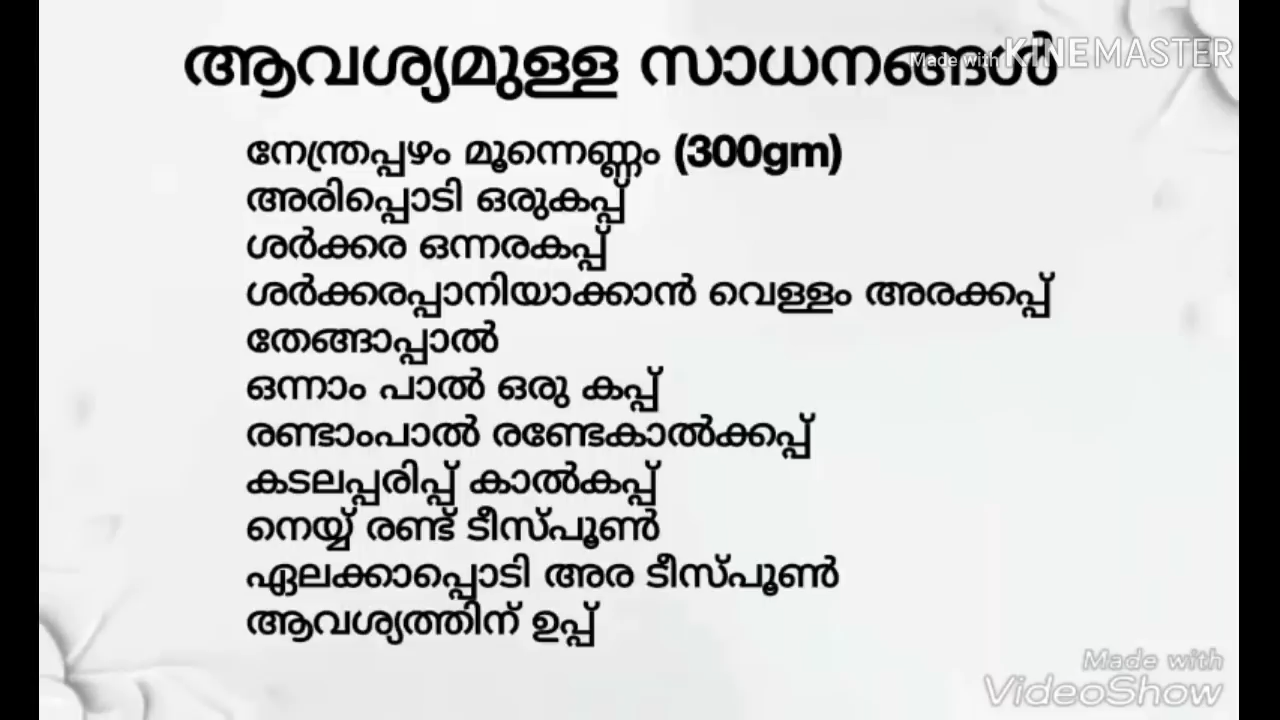 ആവശ്യമുള്ള സാധനങ്ങൾ
Made with KINEMASTER
നേന്ത്രപ്പഴം മൂന്നെണ്ണം (300gm)
അരിപ്പൊടി ഒരുകപ്പ്
ശർക്കര ഒന്നരകപ്പ്
ശർക്കരപ്പാനിയാക്കാൻ വെള്ളം അരക്കപ്പ്
തേങ്ങാപ്പാൽ
ഒന്നാം പാൽ ഒരു കപ്പ്
രണ്ടാംപാൽ രണ്ടേകാൽക്കപ്പ്
കടലപ്പരിപ്പ് കാൽകപ്പ്
നെയ്യ് രണ്ട് ടീസ്പൂൺ
ഏലക്കാപ്പൊടി അര ടീസ്പൂൺ
ആവശ്യത്തിന് ഉപ്പ്
Made with
VideoShow